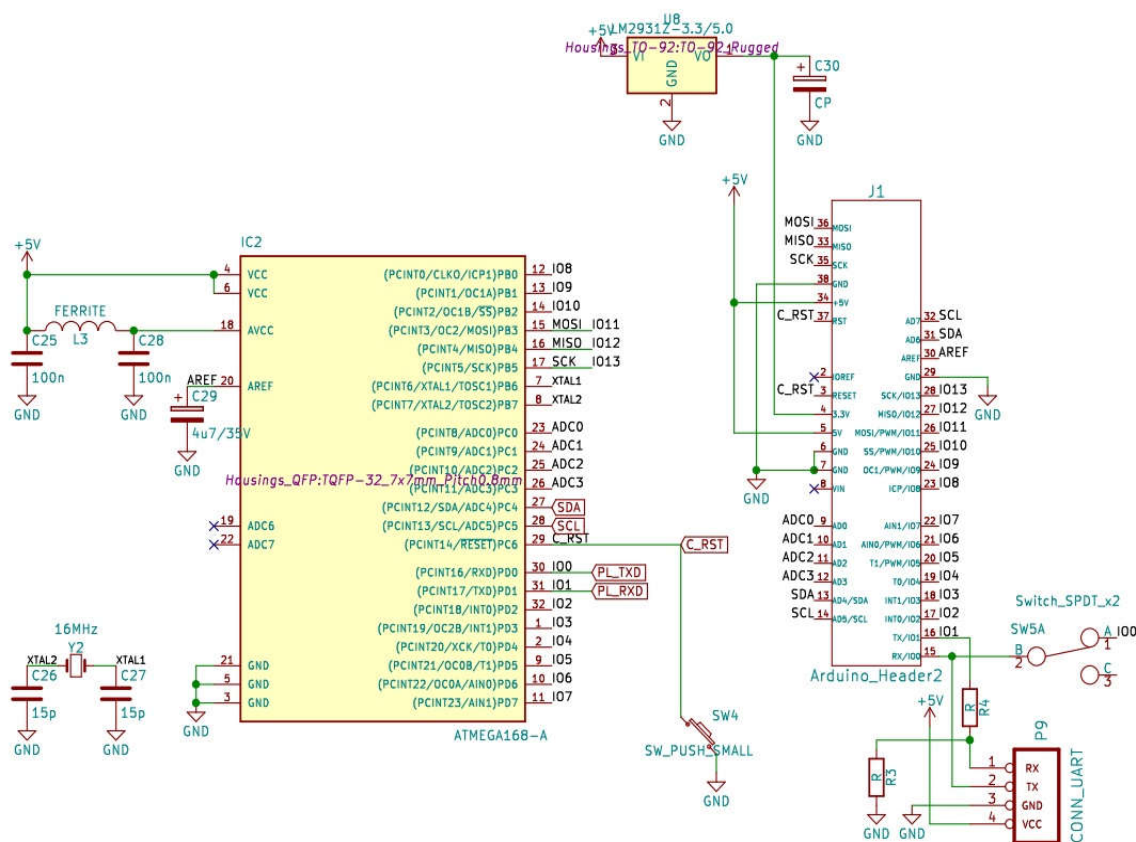 U8
LM2931Z-3.3/5.0
Housings_TO-92:TO-92_Rugged
+5V
3
VI
VO
1
GND
2
GND
C30
CP
GND
+5V
J1
MOSI 36 MOSI
MISO 33 MISO
SCK 35 SCK
38 GND
34 +5V
C_RST 37 RST
AD7 32 SCL
31 SDA
AREF 30 AREF
2 IOREF
GND 29
C_RST 3 RESET
SCK/IO13 28 IO13
4 3.3V
MISO/IO12 27 IO12
5 5V
MOSI/PWM/IO11 26 IO11
6 GND
SS/PWM/IO10 25 IO10
7 GND
OC1/PWM/IO9 24 IO9
8 VIN
ICP/IO8 23 IO8
GND
GND
ADC0 9 AD0
AIN1/IO7 22 IO7
ADC1 10 AD1
AIN0/PWM/IO6 21 IO6
ADC2 11 AD2
T1/PWM/IO5 20 IO5
ADC3 12 AD3
T0/IO4 19 IO4
SDA 13 AD4/SDA
INT1/IO3 18 IO3
SCL 14 AD5/SCL
INT0/IO2 17 IO2
TX/IO1 16 IO1
RX/IO0 15
Arduino_Header2
Switch_SPDT_x2
SW5A
A
1
IO0
B
2
C
3
+5V
R
R4
R
R3
GND
GND
P9
1 RX
2 TX
3 GND
4 VCC
CONN_UART
IC2
+5V
4 VCC
6 VCC
FERRITE
L3
18 AVCC
C25
100n
GND
C28
100n
GND
AREF 20 AREF
C29
4u7/35V
GND
Housings_QFP:TQFP-32_7x7mm_Pitch0.8mm
19 ADC6
22 ADC7
21 GND
5 GND
3 GND
GND
(PCINT0/CLKO/ICP1)PB0 12 IO8
(PCINT1/OC1A)PB1 13 IO9
(PCINT2/OC1B/SS)PB2 14 IO10
(PCINT3/OC2/MOSI)PB3 15 MOSI IO11
(PCINT4/MISO)PB4 16 MISO IO12
(PCINT5/SCK)PB5 17 SCK IO13
(PCINT6/XTAL1/TOSC1)PB6 7 XTAL1
(PCINT7/XTAL2/TOSC2)PB7 8 XTAL2
(PCINT8/ADC0)PC0 23 ADC0
(PCINT9/ADC1)PC1 24 ADC1
(PCINT10/ADC2)PC2 25 ADC2
(PCINT11/ADC3)PC3 26 ADC3
(PCINT12/SDA/ADC4)PC4 27 SDA
(PCINT13/SCL/ADC5)PC5 28 SCL
(PCINT14/RESET)PC6 29 C_RST C_RST
(PCINT16/RXD)PD0 30 IO0 PL_TXD
(PCINT17/TXD)PD1 31 IO1 PL_RXD
(PCINT18/INT0)PD2 32 IO2
(PCINT19/OC2B/INT1)PD3 1 IO3
(PCINT20/XCK/T0)PD4 2 IO4
(PCINT21/OC0B/T1)PD5 9 IO5
(PCINT22/OC0A/AIN0)PD6 10 IO6
(PCINT23/AIN1)PD7 11 IO7
ATMEGA168-A
16MHz
Y2
XTAL2
XTAL1
C26
15p
GND
C27
15p
GND
SW4
SW_PUSH_SMALL
GND